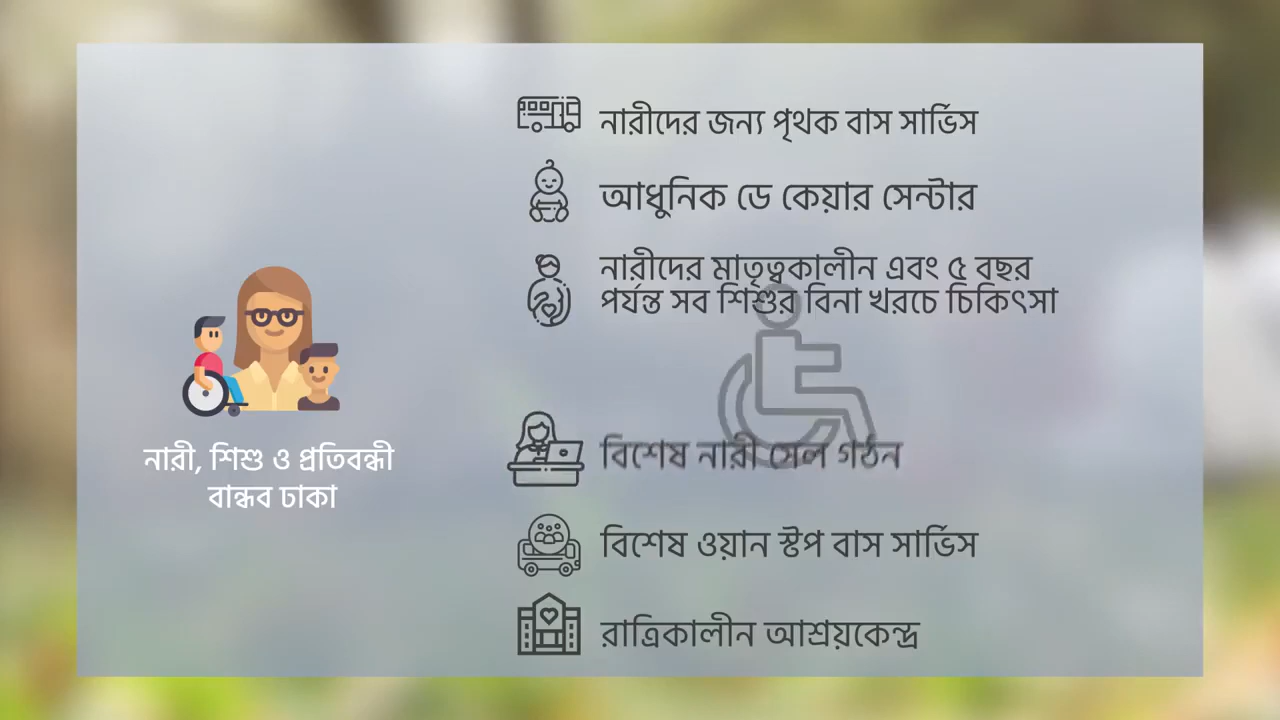 নারীদের জন্য পৃথক বাস সার্ভিস
আধুনিক ডে কেয়ার সেন্টার
নারীদের মাতৃত্বকালীন এবং ৫ বছর
পর্যন্ত সব শিশুর বিনা খরচে চিকিৎসা
বিশেষ নারী সেল গঠন
বিশেষ ওয়ান স্টপ বাস সার্ভিস
রাত্রিকালীন আশ্রয়কেন্দ্র
নারী, শিশু ও প্রতিবন্ধী
বান্ধব ঢাকা